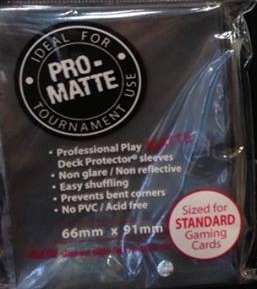 IDEAL FOR
PRO-
MATTE
TOURNAMENT USE
• Professional Play MATTE
Deck Protector® sleeves
• Non glare / Non reflective
• Easy shuffling
• Prevents bent corners
• No PVC / Acid free
66mm x 91mm
Sized for
STANDARD
Gaming
Cards